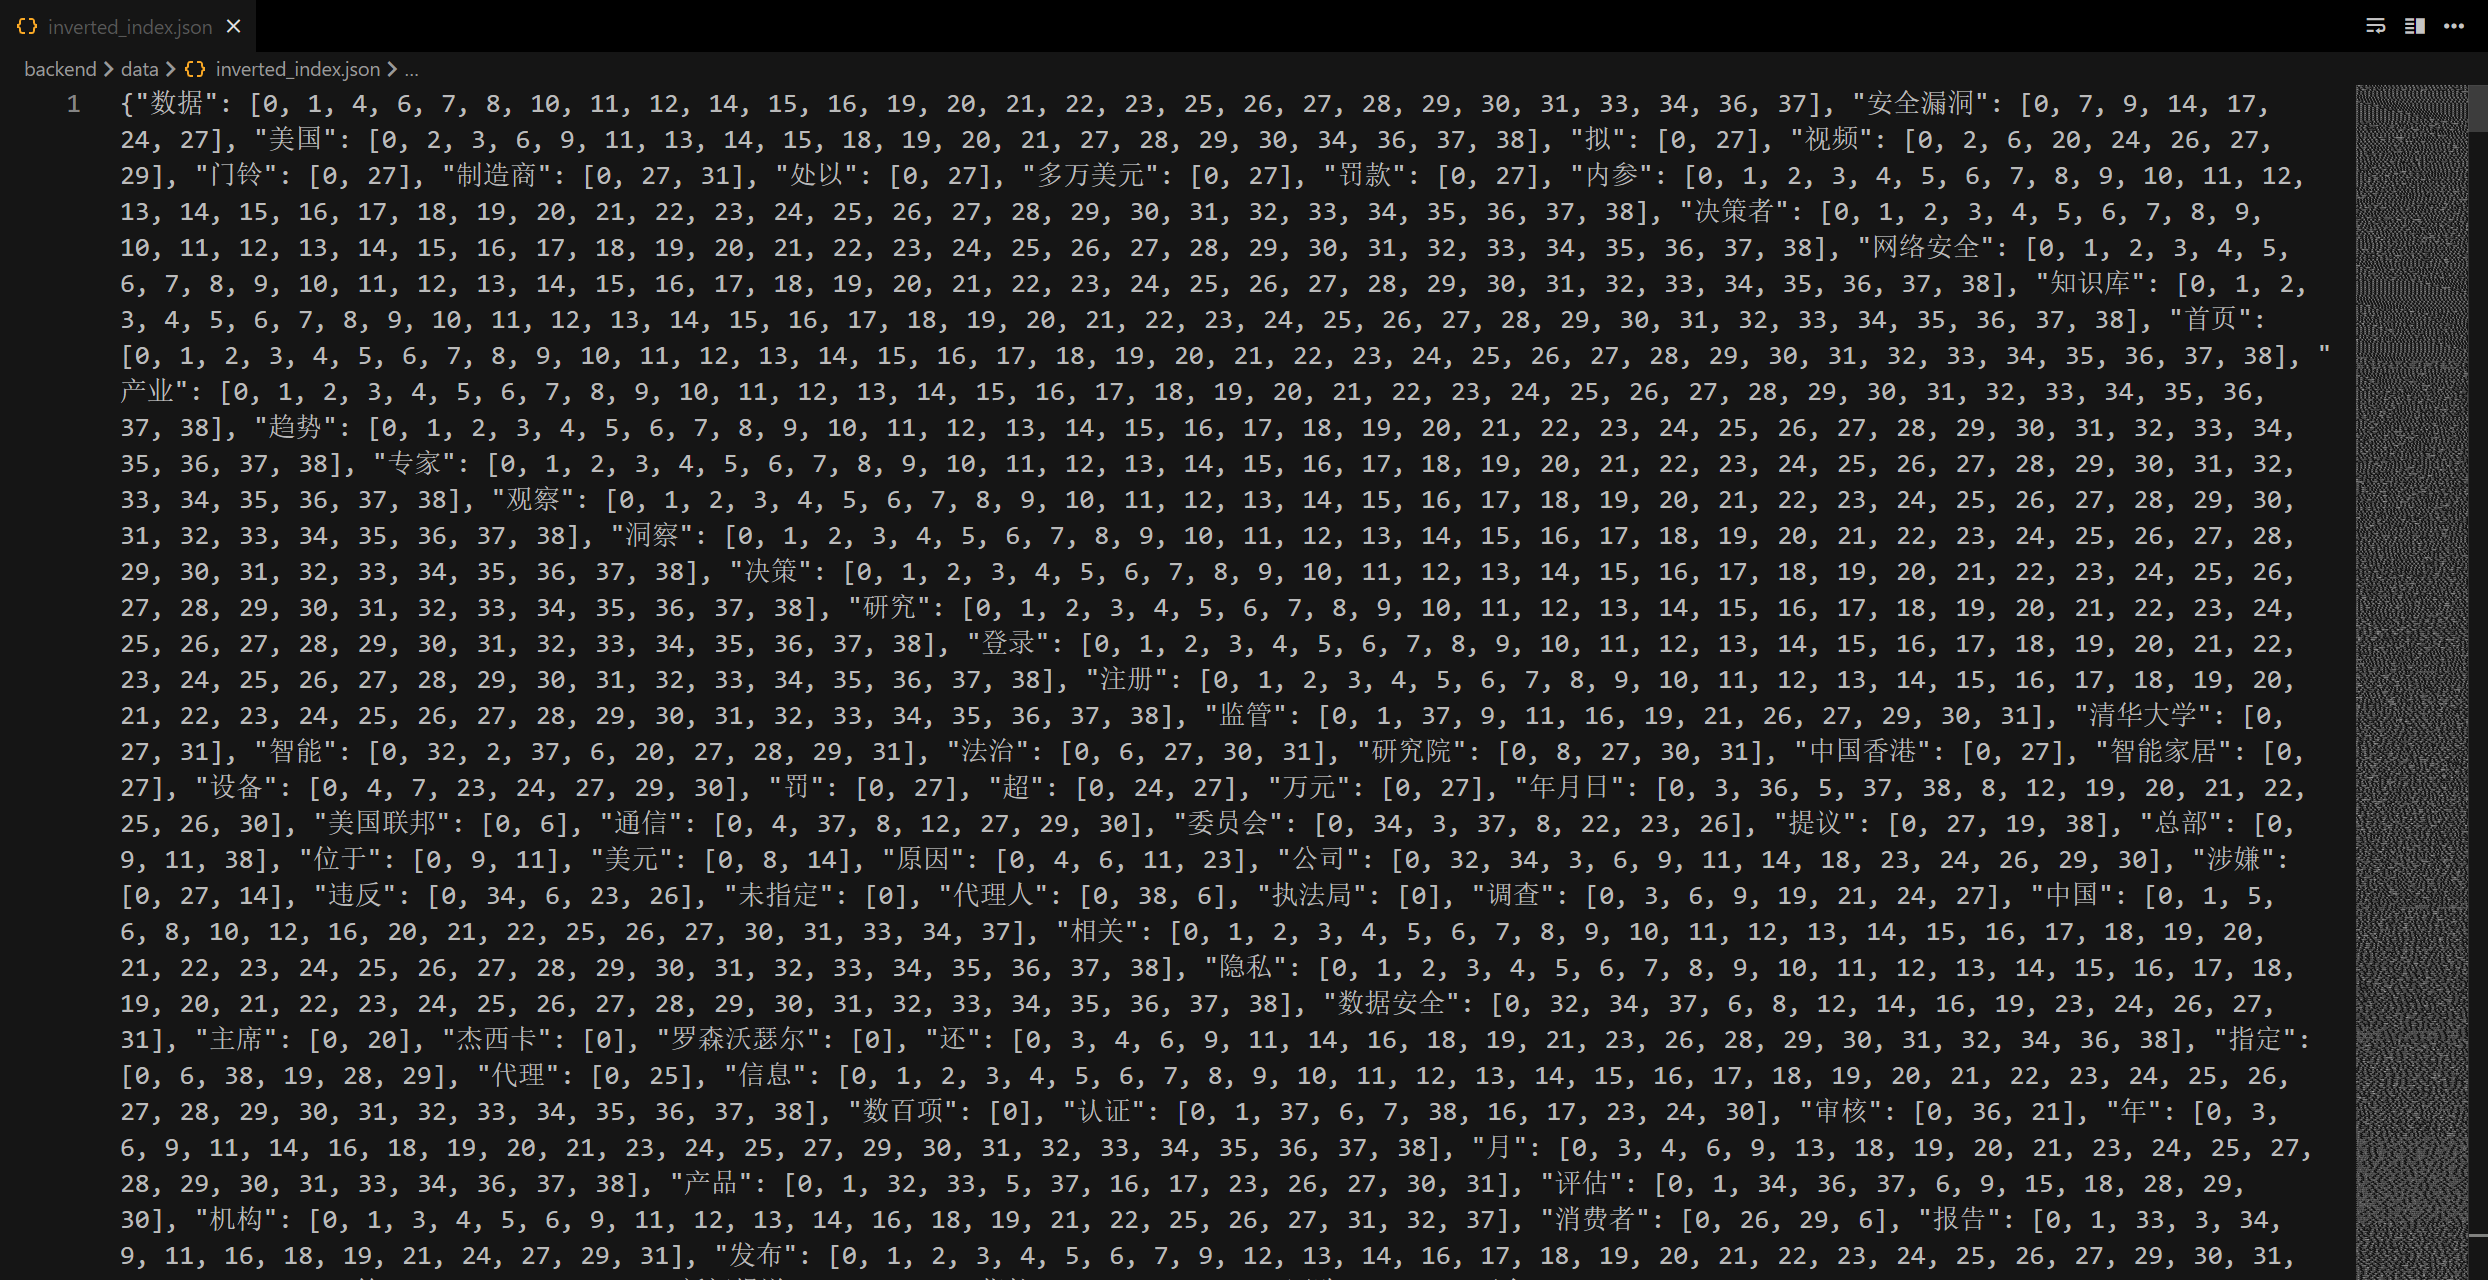 inverted_index.json
backend > data > inverted_index.json > ...
1 {"数据": [0, 1, 4, 6, 7, 8, 10, 11, 12, 14, 15, 16, 19, 20, 21, 22, 23, 25, 26, 27, 28, 29, 30, 31, 33, 34, 36, 37], "安全漏洞": [0, 7, 9, 14, 17,
24, 27], "美国": [0, 2, 3, 6, 9, 11, 13, 14, 15, 18, 19, 20, 21, 27, 28, 29, 30, 34, 36, 37, 38], "拟": [0, 27], "视频": [0, 2, 6, 20, 24, 26, 27,
29], "门铃": [0, 27], "制造商": [0, 27, 31], "处以": [0, 27], "多万美元": [0, 27], "罚款": [0, 27], "内参": [0, 1, 2, 3, 4, 5, 6, 7, 8, 9, 10, 11, 12,
13, 14, 15, 16, 17, 18, 19, 20, 21, 22, 23, 24, 25, 26, 27, 28, 29, 30, 31, 32, 33, 34, 35, 36, 37, 38], "决策者": [0, 1, 2, 3, 4, 5, 6, 7, 8, 9,
10, 11, 12, 13, 14, 15, 16, 17, 18, 19, 20, 21, 22, 23, 24, 25, 26, 27, 28, 29, 30, 31, 32, 33, 34, 35, 36, 37, 38], "网络安全": [0, 1, 2, 3, 4, 5,
6, 7, 8, 9, 10, 11, 12, 13, 14, 15, 16, 17, 18, 19, 20, 21, 22, 23, 24, 25, 26, 27, 28, 29, 30, 31, 32, 33, 34, 35, 36, 37, 38], "知识库": [0, 1, 2,
3, 4, 5, 6, 7, 8, 9, 10, 11, 12, 13, 14, 15, 16, 17, 18, 19, 20, 21, 22, 23, 24, 25, 26, 27, 28, 29, 30, 31, 32, 33, 34, 35, 36, 37, 38], "首页":
[0, 1, 2, 3, 4, 5, 6, 7, 8, 9, 10, 11, 12, 13, 14, 15, 16, 17, 18, 19, 20, 21, 22, 23, 24, 25, 26, 27, 28, 29, 30, 31, 32, 33, 34, 35, 36, 37, 38], "
产业": [0, 1, 2, 3, 4, 5, 6, 7, 8, 9, 10, 11, 12, 13, 14, 15, 16, 17, 18, 19, 20, 21, 22, 23, 24, 25, 26, 27, 28, 29, 30, 31, 32, 33, 34, 35, 36,
37, 38], "趋势": [0, 1, 2, 3, 4, 5, 6, 7, 8, 9, 10, 11, 12, 13, 14, 15, 16, 17, 18, 19, 20, 21, 22, 23, 24, 25, 26, 27, 28, 29, 30, 31, 32, 33, 34,
35, 36, 37, 38], "专家": [0, 1, 2, 3, 4, 5, 6, 7, 8, 9, 10, 11, 12, 13, 14, 15, 16, 17, 18, 19, 20, 21, 22, 23, 24, 25, 26, 27, 28, 29, 30, 31, 32,
33, 34, 35, 36, 37, 38], "观察": [0, 1, 2, 3, 4, 5, 6, 7, 8, 9, 10, 11, 12, 13, 14, 15, 16, 17, 18, 19, 20, 21, 22, 23, 24, 25, 26, 27, 28, 29, 30,
31, 32, 33, 34, 35, 36, 37, 38], "洞察": [0, 1, 2, 3, 4, 5, 6, 7, 8, 9, 10, 11, 12, 13, 14, 15, 16, 17, 18, 19, 20, 21, 22, 23, 24, 25, 26, 27, 28,
29, 30, 31, 32, 33, 34, 35, 36, 37, 38], "决策": [0, 1, 2, 3, 4, 5, 6, 7, 8, 9, 10, 11, 12, 13, 14, 15, 16, 17, 18, 19, 20, 21, 22, 23, 24, 25, 26,
27, 28, 29, 30, 31, 32, 33, 34, 35, 36, 37, 38], "研究": [0, 1, 2, 3, 4, 5, 6, 7, 8, 9, 10, 11, 12, 13, 14, 15, 16, 17, 18, 19, 20, 21, 22, 23, 24,
25, 26, 27, 28, 29, 30, 31, 32, 33, 34, 35, 36, 37, 38], "登录": [0, 1, 2, 3, 4, 5, 6, 7, 8, 9, 10, 11, 12, 13, 14, 15, 16, 17, 18, 19, 20, 21, 22,
23, 24, 25, 26, 27, 28, 29, 30, 31, 32, 33, 34, 35, 36, 37, 38], "注册": [0, 1, 2, 3, 4, 5, 6, 7, 8, 9, 10, 11, 12, 13, 14, 15, 16, 17, 18, 19, 20,
21, 22, 23, 24, 25, 26, 27, 28, 29, 30, 31, 32, 33, 34, 35, 36, 37, 38], "监管": [0, 1, 37, 9, 11, 16, 19, 21, 26, 27, 29, 30, 31], "清华大学": [0,
27, 31], "智能": [0, 32, 2, 37, 6, 20, 27, 28, 29, 31], "法治": [0, 6, 27, 30, 31], "研究院": [0, 8, 27, 30, 31], "中国香港": [0, 27], "智能家居": [0,
27], "设备": [0, 4, 7, 23, 24, 27, 29, 30], "罚": [0, 27], "超": [0, 24, 27], "万元": [0, 27], "年月日": [0, 3, 36, 5, 37, 38, 8, 12, 19, 20, 21, 22,
25, 26, 30], "美国联邦": [0, 6], "通信": [0, 4, 37, 8, 12, 27, 29, 30], "委员会": [0, 34, 3, 37, 8, 22, 23, 26], "提议": [0, 27, 19, 38], "总部": [0,
9, 11, 38], "位于": [0, 9, 11], "美元": [0, 8, 14], "原因": [0, 4, 6, 11, 23], "公司": [0, 32, 34, 3, 6, 9, 11, 14, 18, 23, 24, 26, 29, 30], "涉嫌":
[0, 27, 14], "违反": [0, 34, 6, 23, 26], "未指定": [0], "代理人": [0, 38, 6], "执法局": [0], "调查": [0, 3, 6, 9, 19, 21, 24, 27], "中国": [0, 1, 5,
6, 8, 10, 12, 16, 20, 21, 22, 25, 26, 27, 30, 31, 33, 34, 37], "相关": [0, 1, 2, 3, 4, 5, 6, 7, 8, 9, 10, 11, 12, 13, 14, 15, 16, 17, 18, 19, 20,
21, 22, 23, 24, 25, 26, 27, 28, 29, 30, 31, 32, 33, 34, 35, 36, 37, 38], "隐私": [0, 1, 2, 3, 4, 5, 6, 7, 8, 9, 10, 11, 12, 13, 14, 15, 16, 17, 18,
19, 20, 21, 22, 23, 24, 25, 26, 27, 28, 29, 30, 31, 32, 33, 34, 35, 36, 37, 38], "数据安全": [0, 32, 34, 37, 6, 8, 12, 14, 16, 19, 23, 24, 26, 27,
31], "主席": [0, 20], "杰西卡": [0], "罗森沃瑟尔": [0], "还": [0, 3, 4, 6, 9, 11, 14, 16, 18, 19, 21, 23, 26, 28, 29, 30, 31, 32, 34, 36, 38], "指定":
[0, 6, 38, 19, 28, 29], "代理": [0, 25], "信息": [0, 1, 2, 3, 4, 5, 6, 7, 8, 9, 10, 11, 12, 13, 14, 15, 16, 17, 18, 19, 20, 21, 22, 23, 24, 25, 26,
27, 28, 29, 30, 31, 32, 33, 34, 35, 36, 37, 38], "数百项": [0], "认证": [0, 1, 37, 6, 7, 38, 16, 17, 23, 24, 30], "审核": [0, 36, 21], "年": [0, 3,
6, 9, 11, 14, 16, 18, 19, 20, 21, 23, 24, 25, 27, 29, 30, 31, 32, 33, 34, 35, 36, 37, 38], "月": [0, 3, 4, 6, 9, 13, 18, 19, 20, 21, 23, 24, 25, 27,
28, 29, 30, 31, 33, 34, 36, 37, 38], "产品": [0, 1, 32, 33, 5, 37, 16, 17, 23, 26, 27, 30, 31], "评估": [0, 1, 34, 36, 37, 6, 9, 15, 18, 28, 29,
30], "机构": [0, 1, 3, 4, 5, 6, 9, 11, 12, 13, 14, 16, 18, 19, 21, 22, 25, 26, 27, 31, 32, 37], "消费者": [0, 26, 29, 6], "报告": [0, 1, 33, 3, 34,
9, 11, 16, 18, 19, 21, 24, 27, 29, 31], "发布": [0, 1, 2, 3, 4, 5, 6, 7, 9, 12, 13, 14, 16, 17, 18, 19, 20, 21, 22, 23, 24, 25, 26, 27, 29, 30, 31,